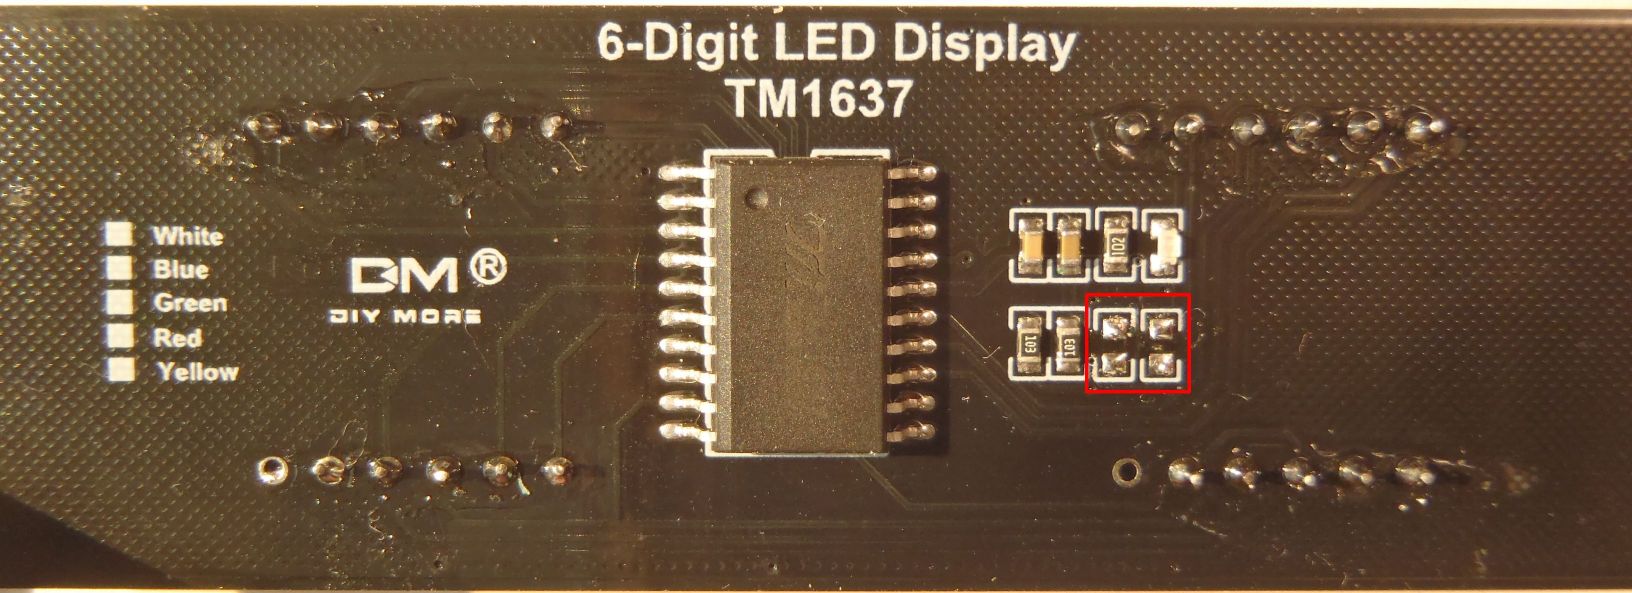 6-Digit LED Display
TM1637
White
Blue
Green
Red
Yellow
DM®
DIY MORE
102
103
103